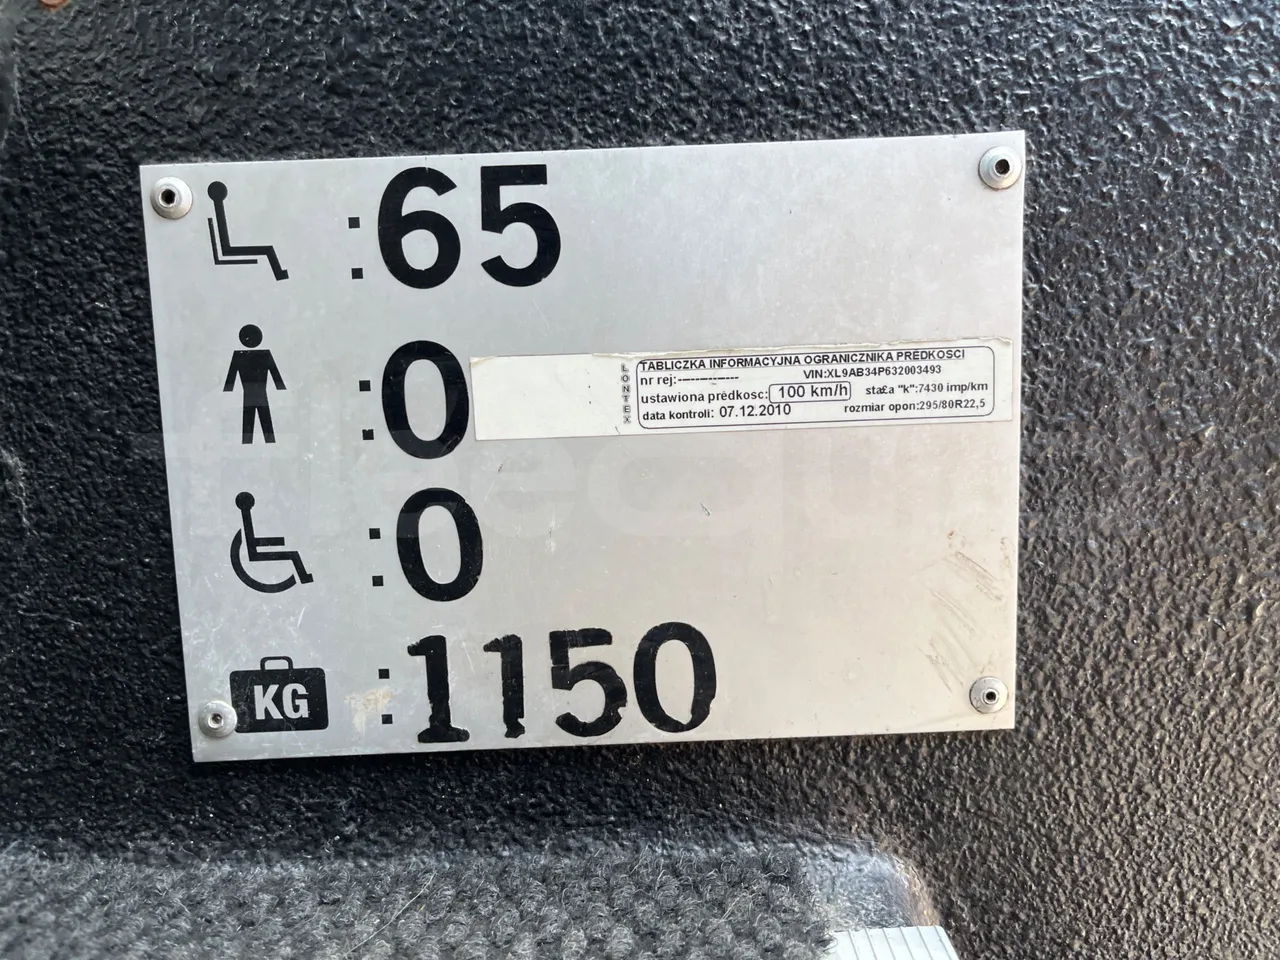 :65
:0
LONTEX
TABLICZKA INFORMACYJNA OGRANICZNIKA PRĘDKOSCI
nr rej:-------------- VIN:XL9AB34P632003493
ustawiona prędkosc: 100 km/h sta£a "k":7430 imp/km
data kontroli: 07.12.2010 rozmiar opon:295/80R22,5
:0
KG :1150